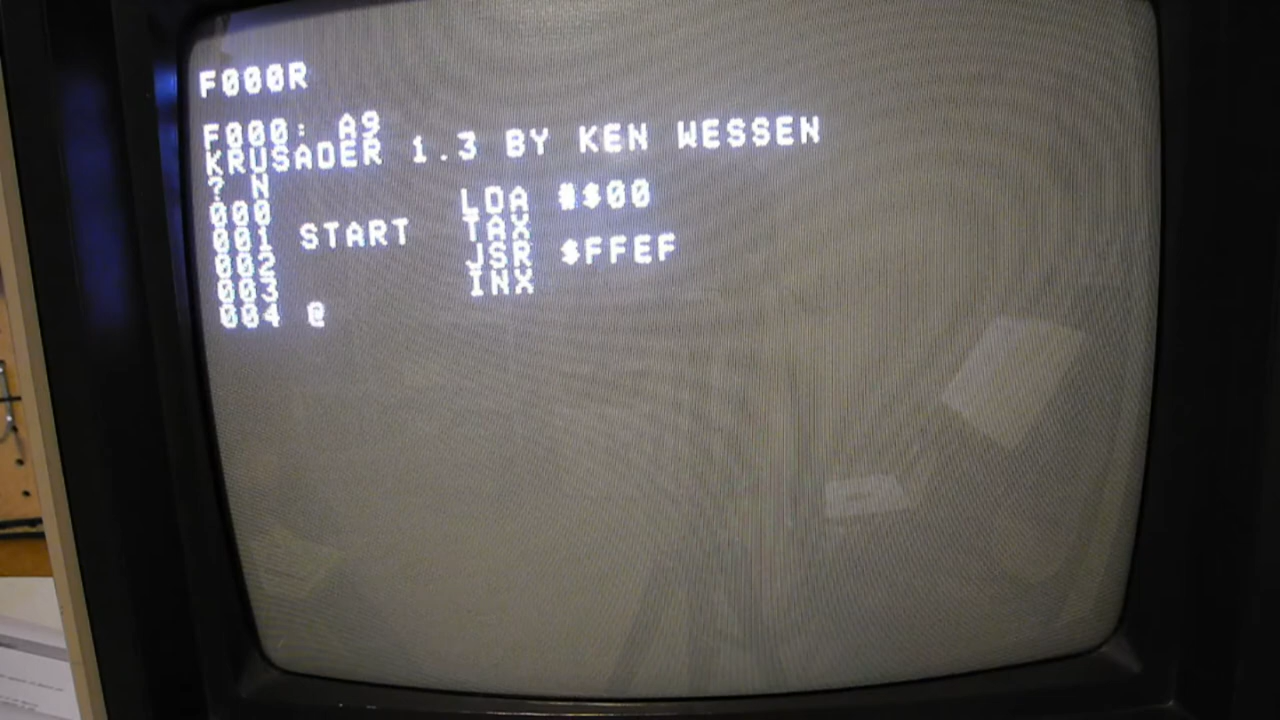 F000R
F000: A9
KRUSADER 1.3 BY KEN WESSEN
? N
000 LDA #$00
001 START TAX
002 JSR $FFEF
003 INX
004 @